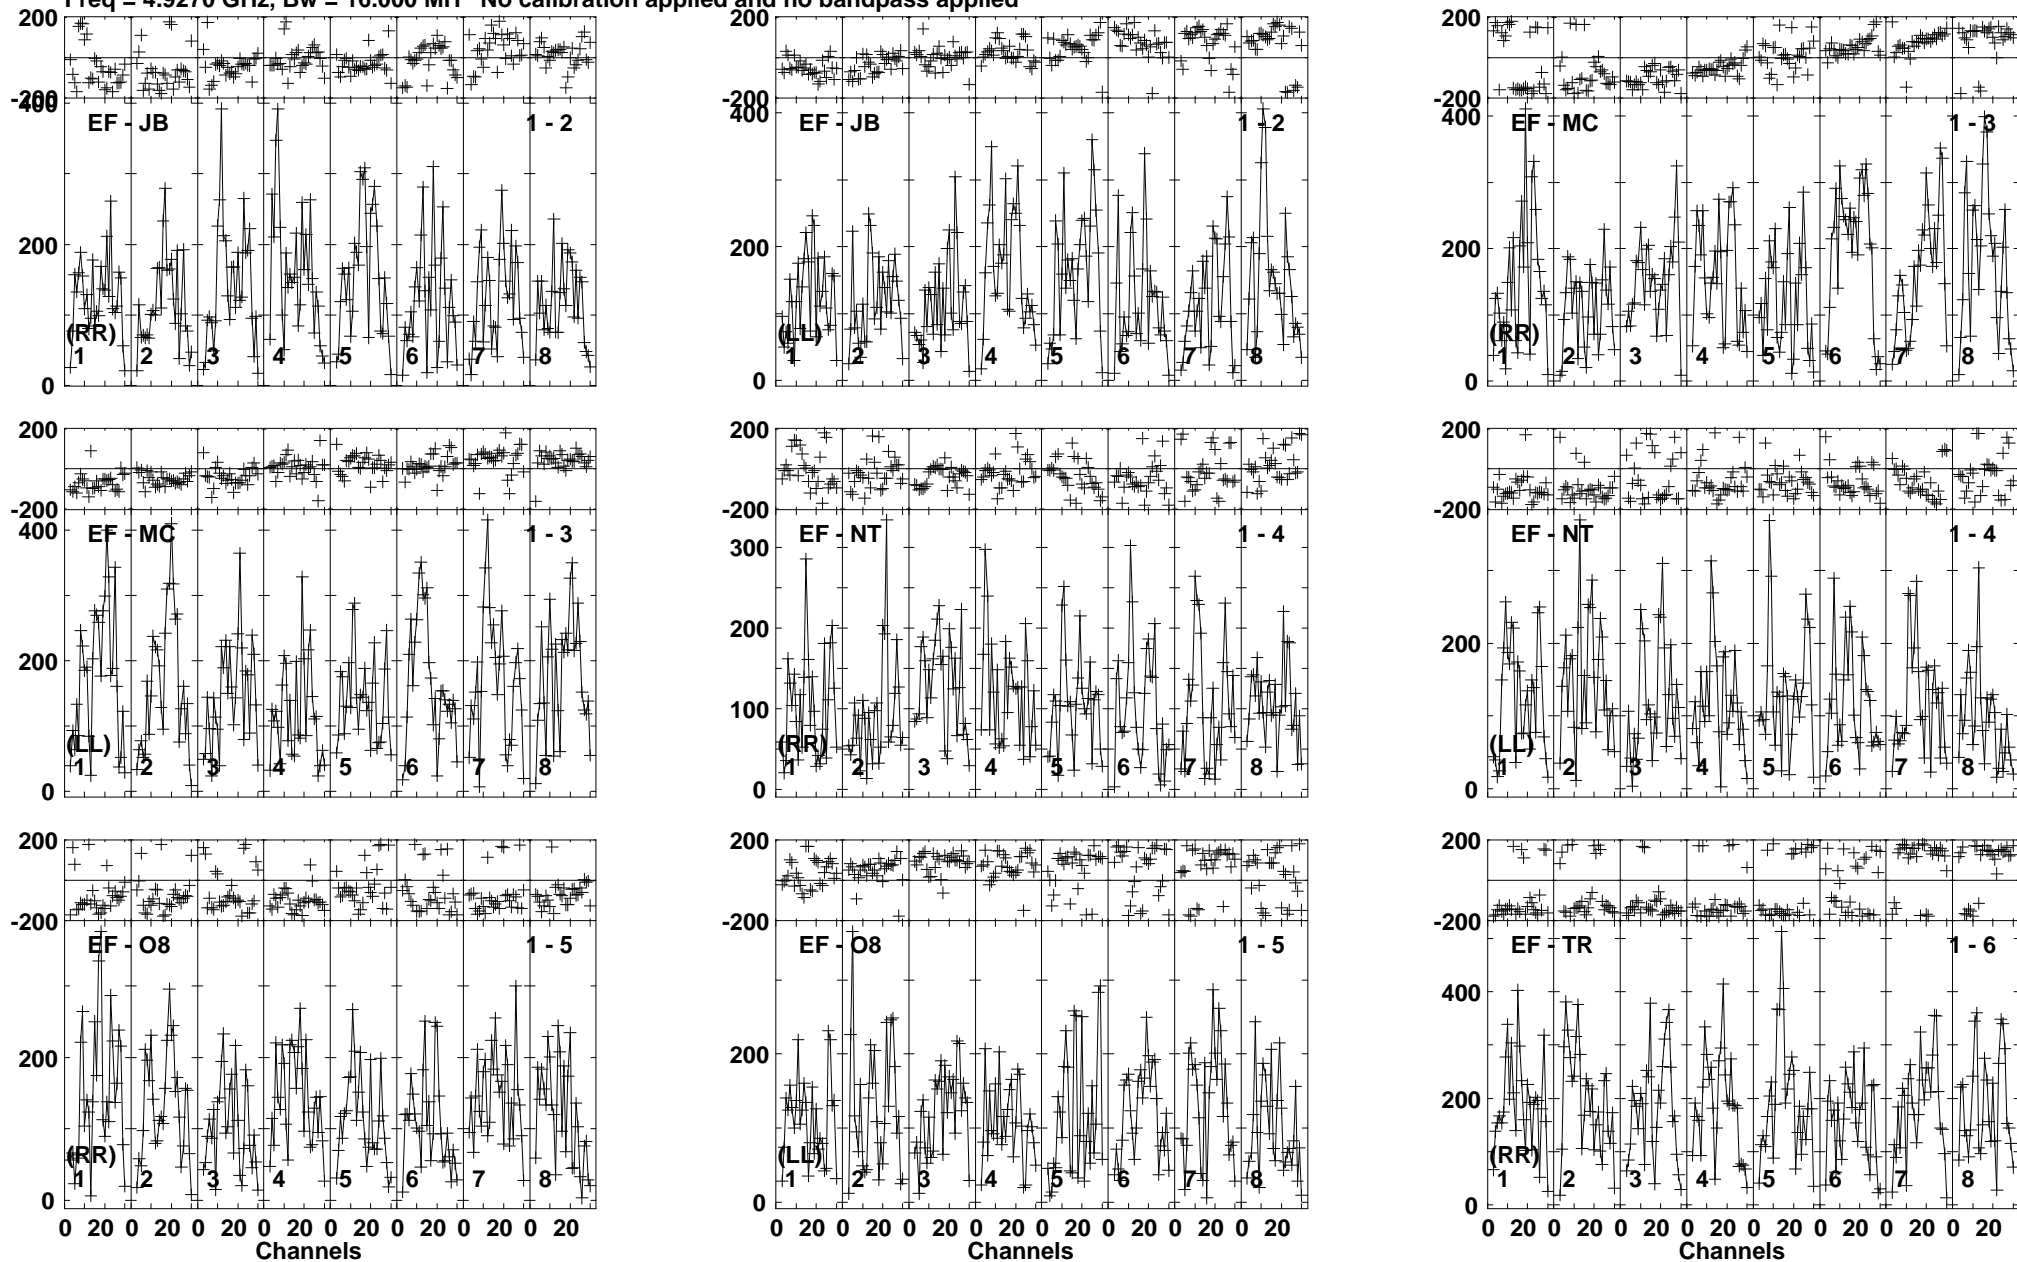 Freq = 4.9270 GHz, Bw = 16.000 MH No calibration applied and no bandpass applied
200 200 200
-200 -200 -200
400 EF - JB 1 - 2 400 EF - JB 1 - 2 400 EF - MC 1 - 3
200 200 200
(RR) (LL) (RR)
1 2 3 4 5 6 7 8 1 2 3 4 5 6 7 8 1 2 3 4 5 6 7 8
0 0 0
200 200 200
-200 -200 -200
400 EF - MC 1 - 3 EF - NT 1 - 4 EF - NT 1 - 4
300
200 200 200
100
(LL) (RR) (LL)
1 2 3 4 5 6 7 8 1 2 3 4 5 6 7 8 1 2 3 4 5 6 7 8
0 0 0
200 200 200
-200 -200 -200
EF - O8 1 - 5 EF - O8 1 - 5 EF - TR 1 - 6
400
200 200 200
(RR) (LL) (RR)
1 2 3 4 5 6 7 8 1 2 3 4 5 6 7 8 1 2 3 4 5 6 7 8
0 0 0
0 20 0 20 0 20 0 20 0 20 0 20 0 20 0 20 0 20 0 20 0 20 0 20 0 20 0 20 0 20 0 20 0 20 0 20 0 20 0 20 0 20 0 20 0 20 0 20
Channels Channels Channels